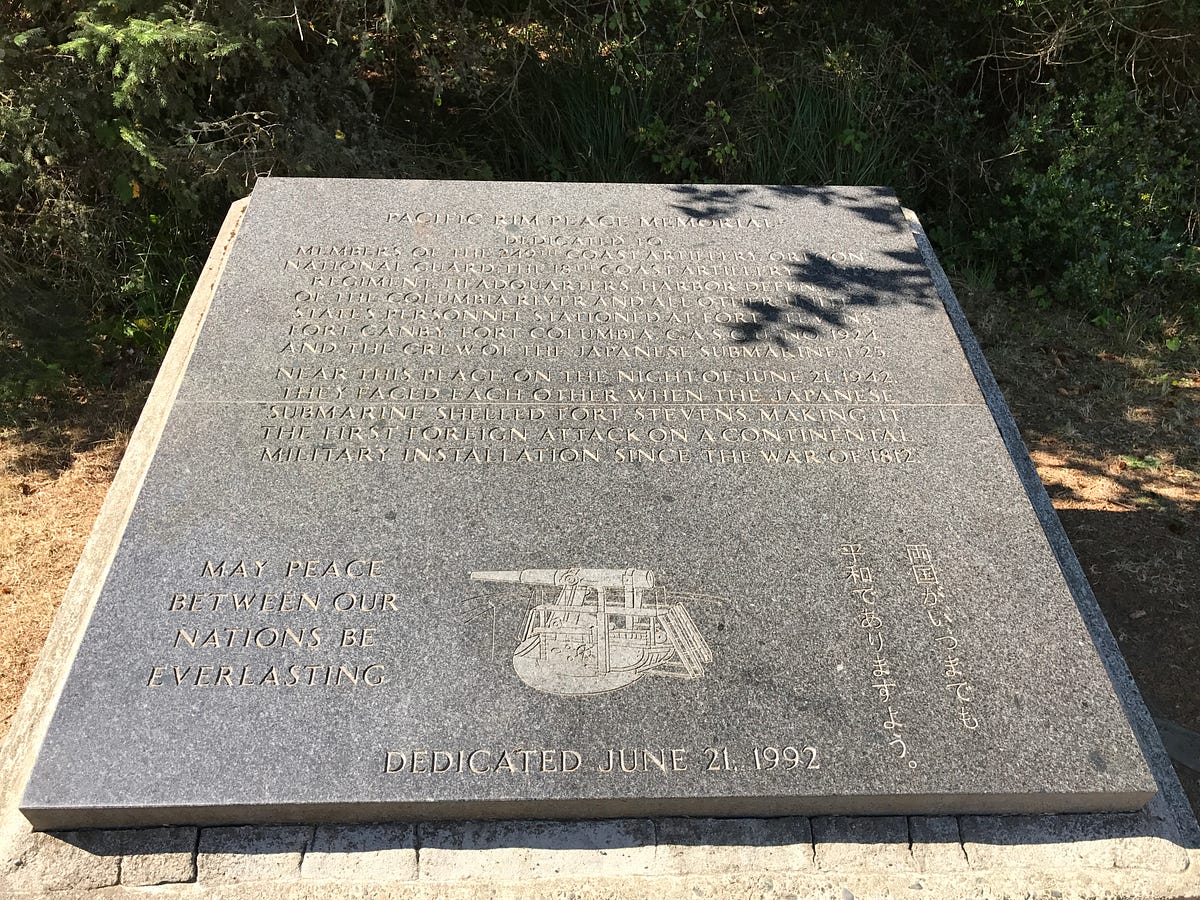 PACIFIC RIM PEACE MEMORIAL
DEDICATED TO
MEMBERS OF THE 249TH COAST ARTILLERY OREGON
NATIONAL GUARD, THE 18TH COAST ARTILLERY
REGIMENT, HEADQUARTERS, HARBOR DEFENSES
OF THE COLUMBIA RIVER AND ALL OTHER UNITED
STATES PERSONNEL STATIONED AT FORT STEVENS,
FORT CANBY, FORT COLUMBIA, C.A.S.
AND THE CREW OF THE JAPANESE SUBMARINE I-25.
NEAR THIS PLACE, ON THE NIGHT OF JUNE 21, 1942,
THEY FACED EACH OTHER WHEN THE JAPANESE
SUBMARINE SHELLED FORT STEVENS, MAKING IT
THE FIRST FOREIGN ATTACK ON A CONTINENTAL
MILITARY INSTALLATION SINCE THE WAR OF 1812.
MAY PEACE
BETWEEN OUR
NATIONS BE
EVERLASTING
両国がいつまでも
平和でありますよう。
DEDICATED JUNE 21, 1992